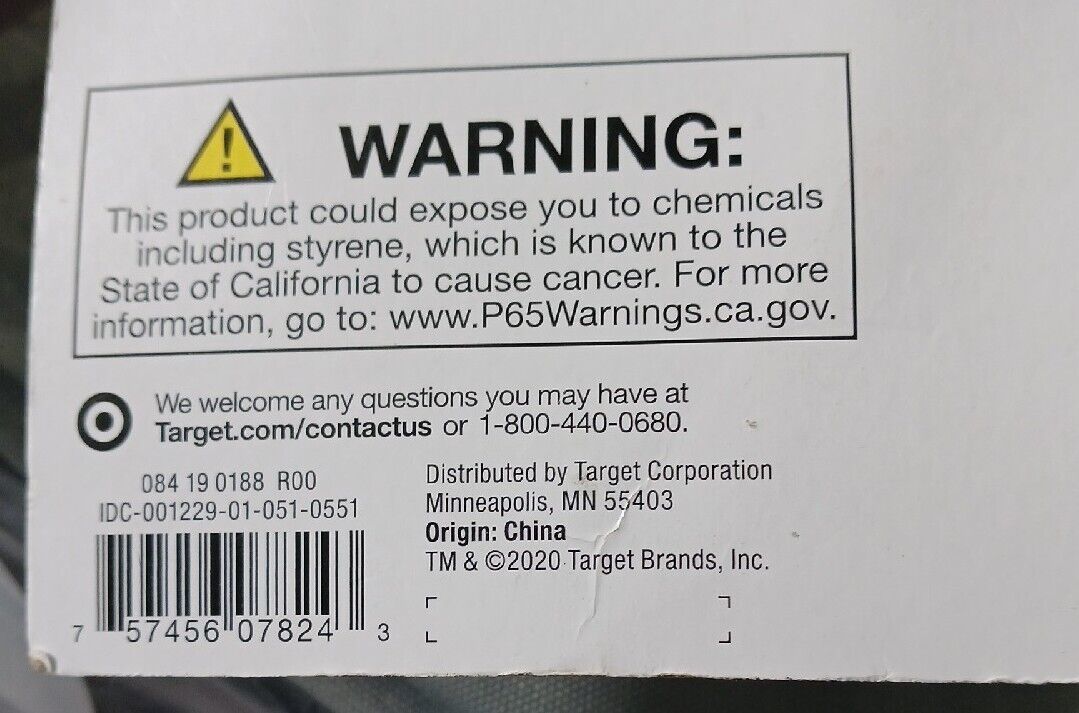 WARNING:
This product could expose you to chemicals
including styrene, which is known to the
State of California to cause cancer. For more
information, go to: www.P65Warnings.ca.gov.
We welcome any questions you may have at
Target.com/contactus or 1-800-440-0680.
084 19 0188 R00
IDC-001229-01-051-0551
7 57456 07824 3
Distributed by Target Corporation
Minneapolis, MN 55403
Origin: China
TM & ©2020 Target Brands, Inc.